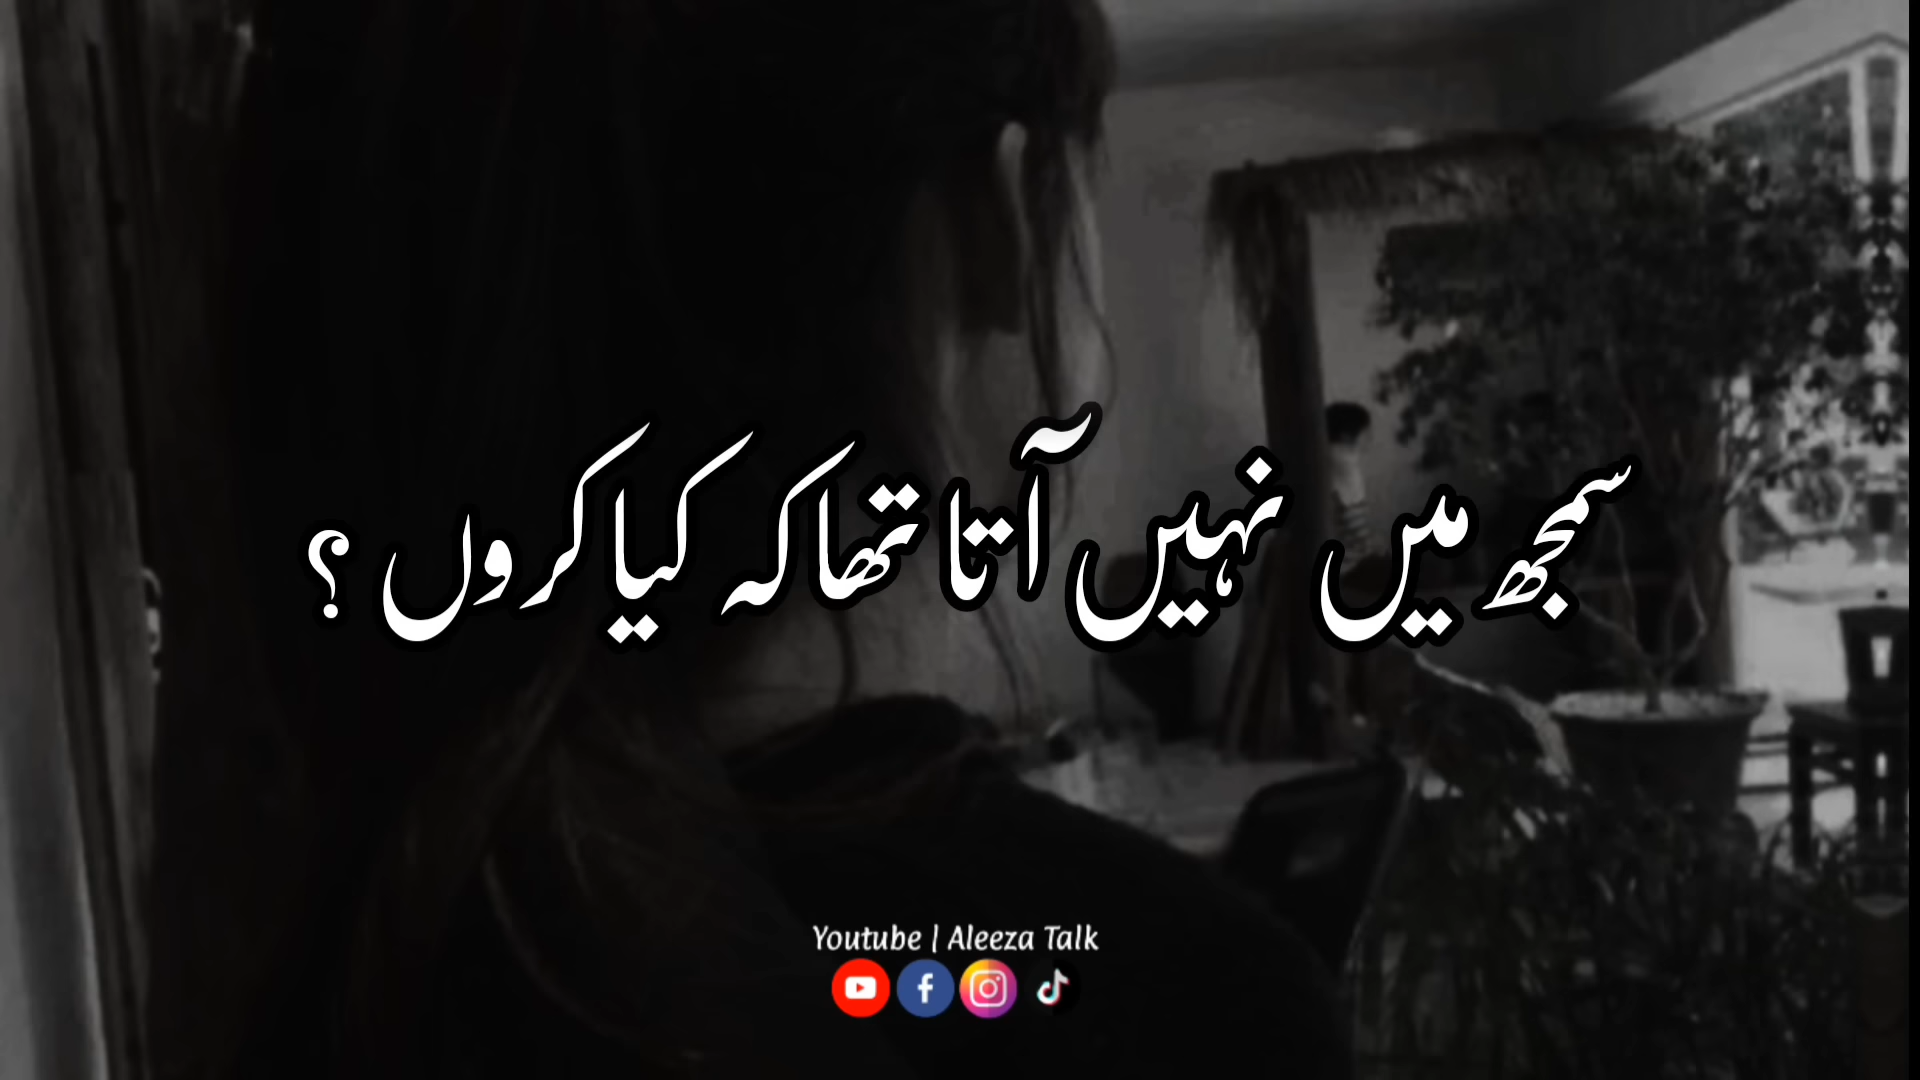 سمجھ میں نہیں آتا تھا کہ کیا کروں ؟
Youtube | Aleeza Talk